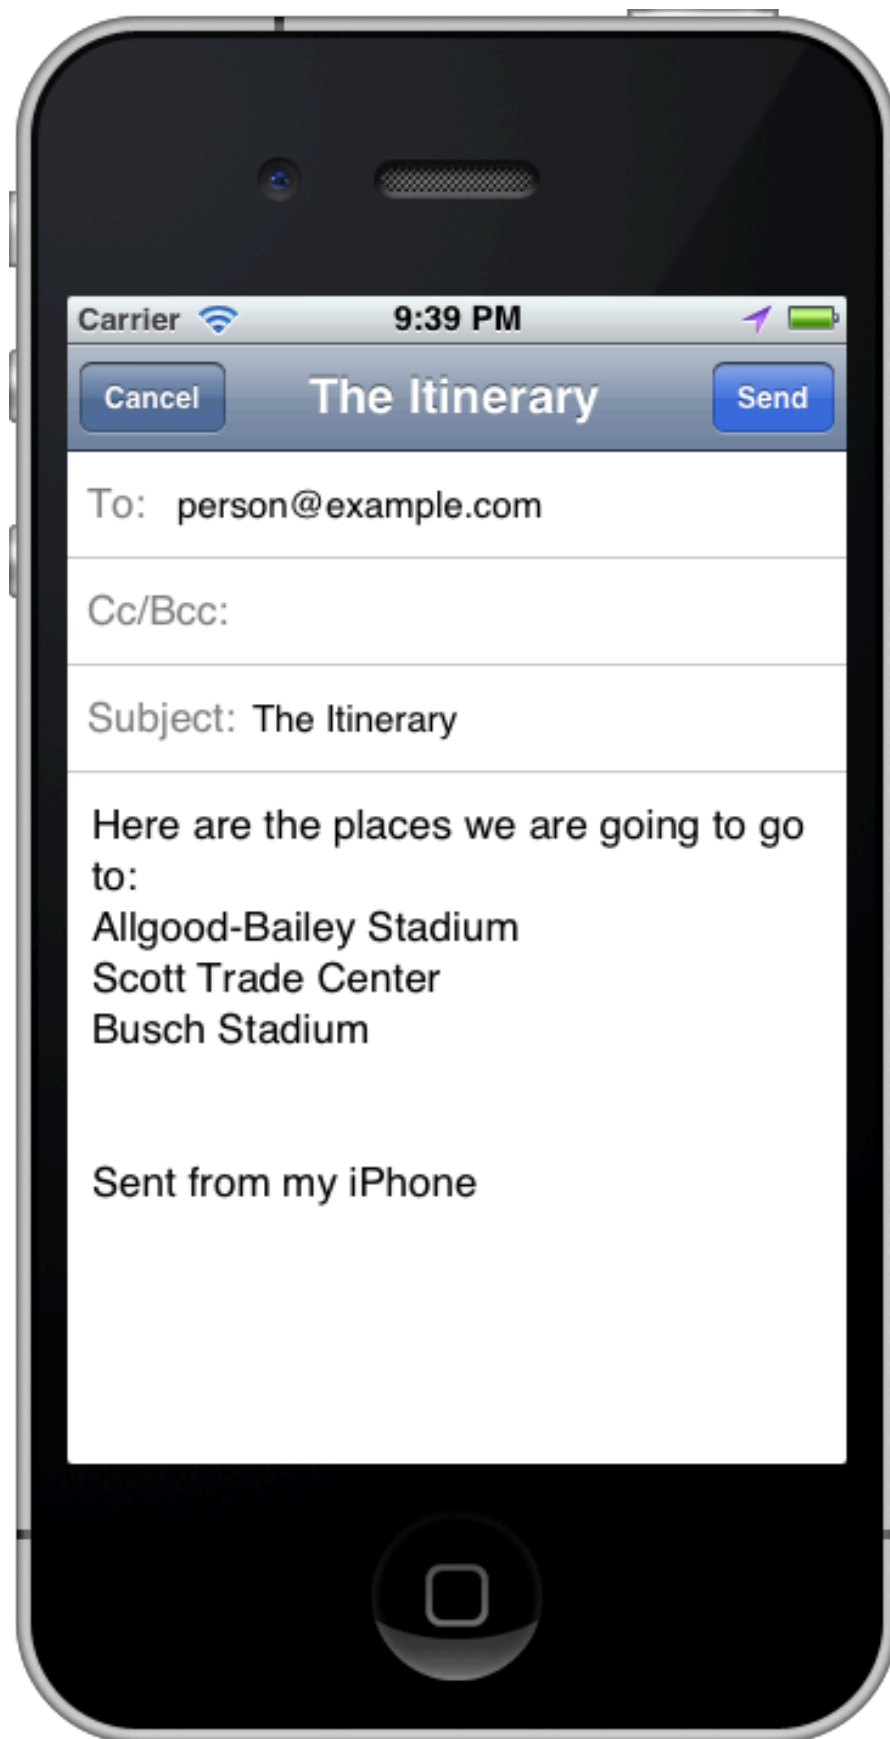 Carrier 9:39 PM
Cancel The Itinerary Send
To: person@example.com
Cc/Bcc:
Subject: The Itinerary
Here are the places we are going to go
to:
Allgood-Bailey Stadium
Scott Trade Center
Busch Stadium
Sent from my iPhone